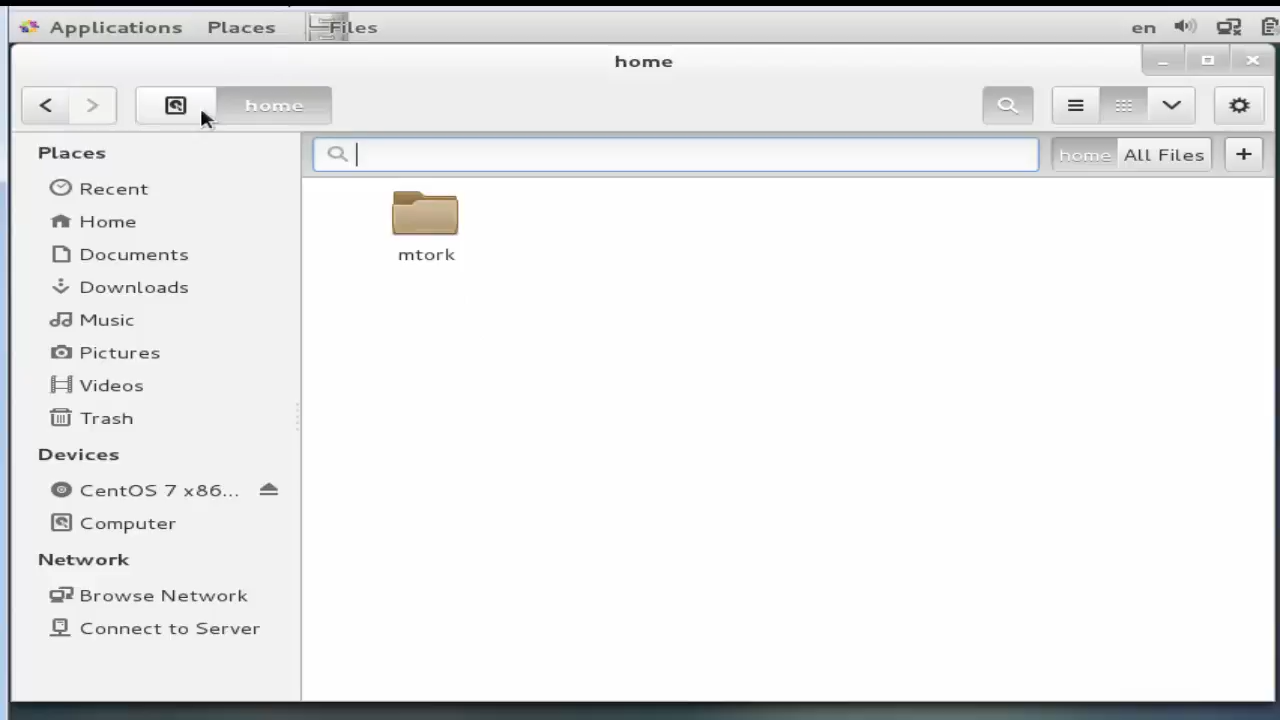 Applications Places Files en
home
home
home All Files +
Places
Recent
Home
Documents
Downloads
Music
Pictures
Videos
Trash
Devices
CentOS 7 x86...
Computer
Network
Browse Network
Connect to Server
mtork